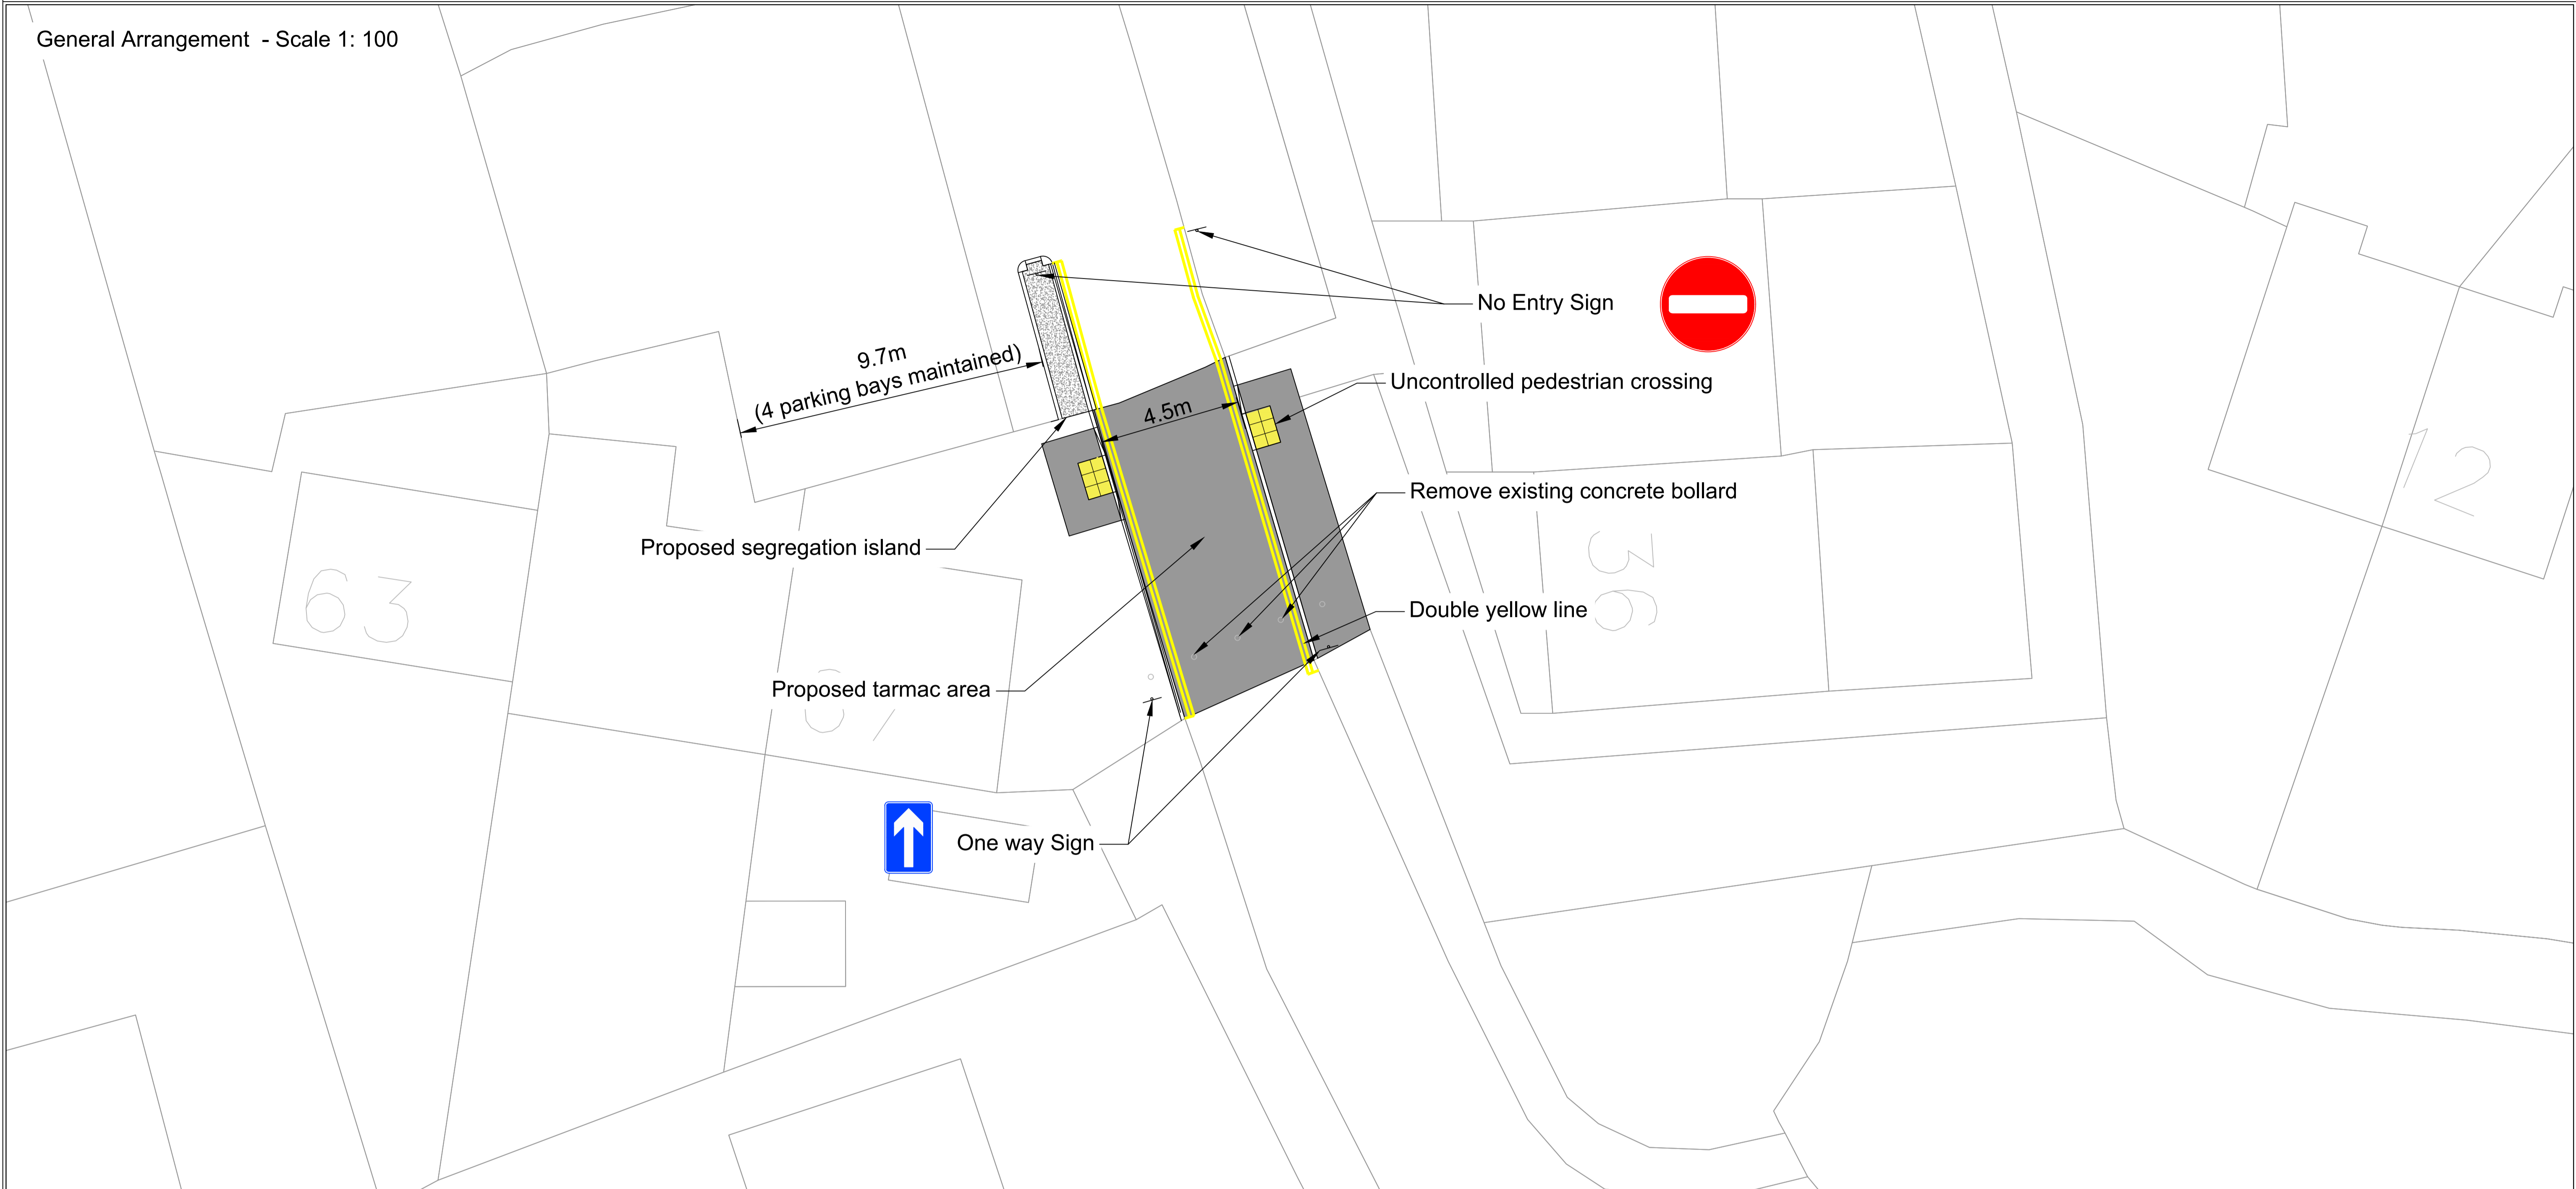 General Arrangement - Scale 1: 100
No Entry Sign
9.7m
(4 parking bays maintained)
Uncontrolled pedestrian crossing
4.5m
12
Remove existing concrete bollard
Proposed segregation island
63
93
Double yellow line
Proposed tarmac area
One way Sign